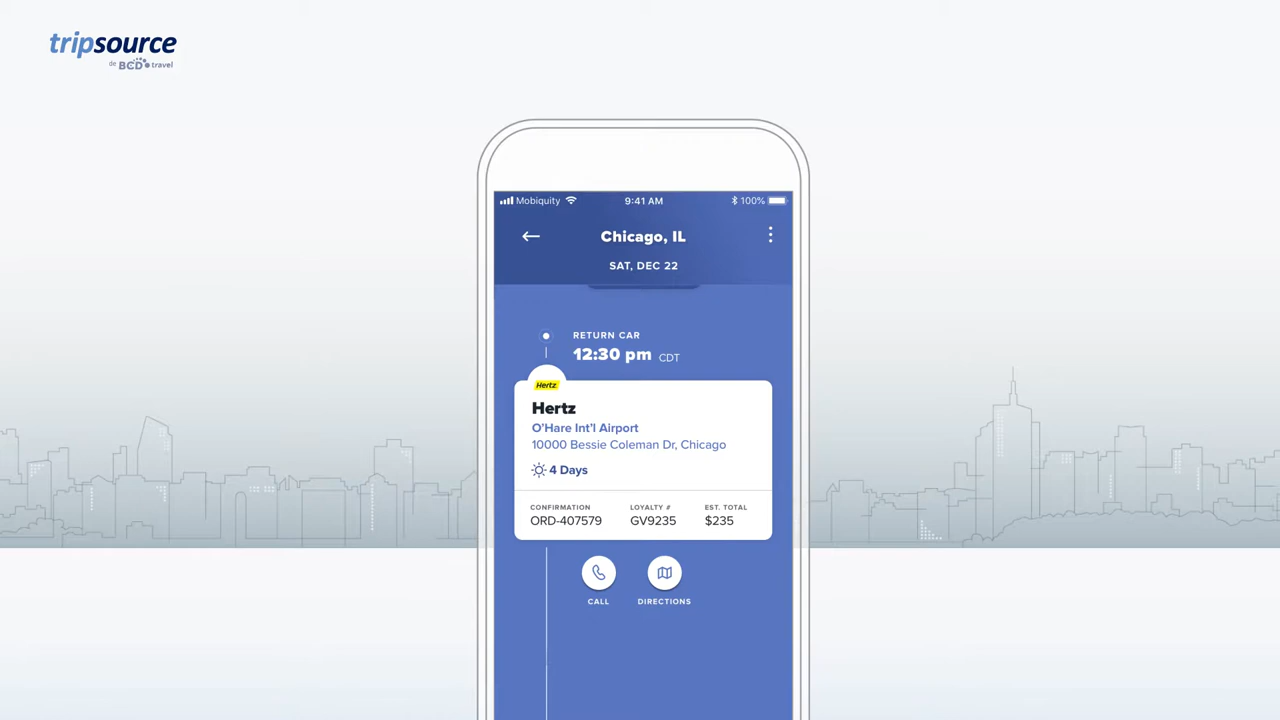 tripsource
de BCD travel
Mobiquity 9:41 AM 100%
Chicago, IL
SAT, DEC 22
RETURN CAR
12:30 pm CDT
Hertz
Hertz
O'Hare Int'l Airport
10000 Bessie Coleman Dr, Chicago
4 Days
CONFIRMATION LOYALTY # EST. TOTAL
ORD-407579 GV9235 $235
CALL DIRECTIONS